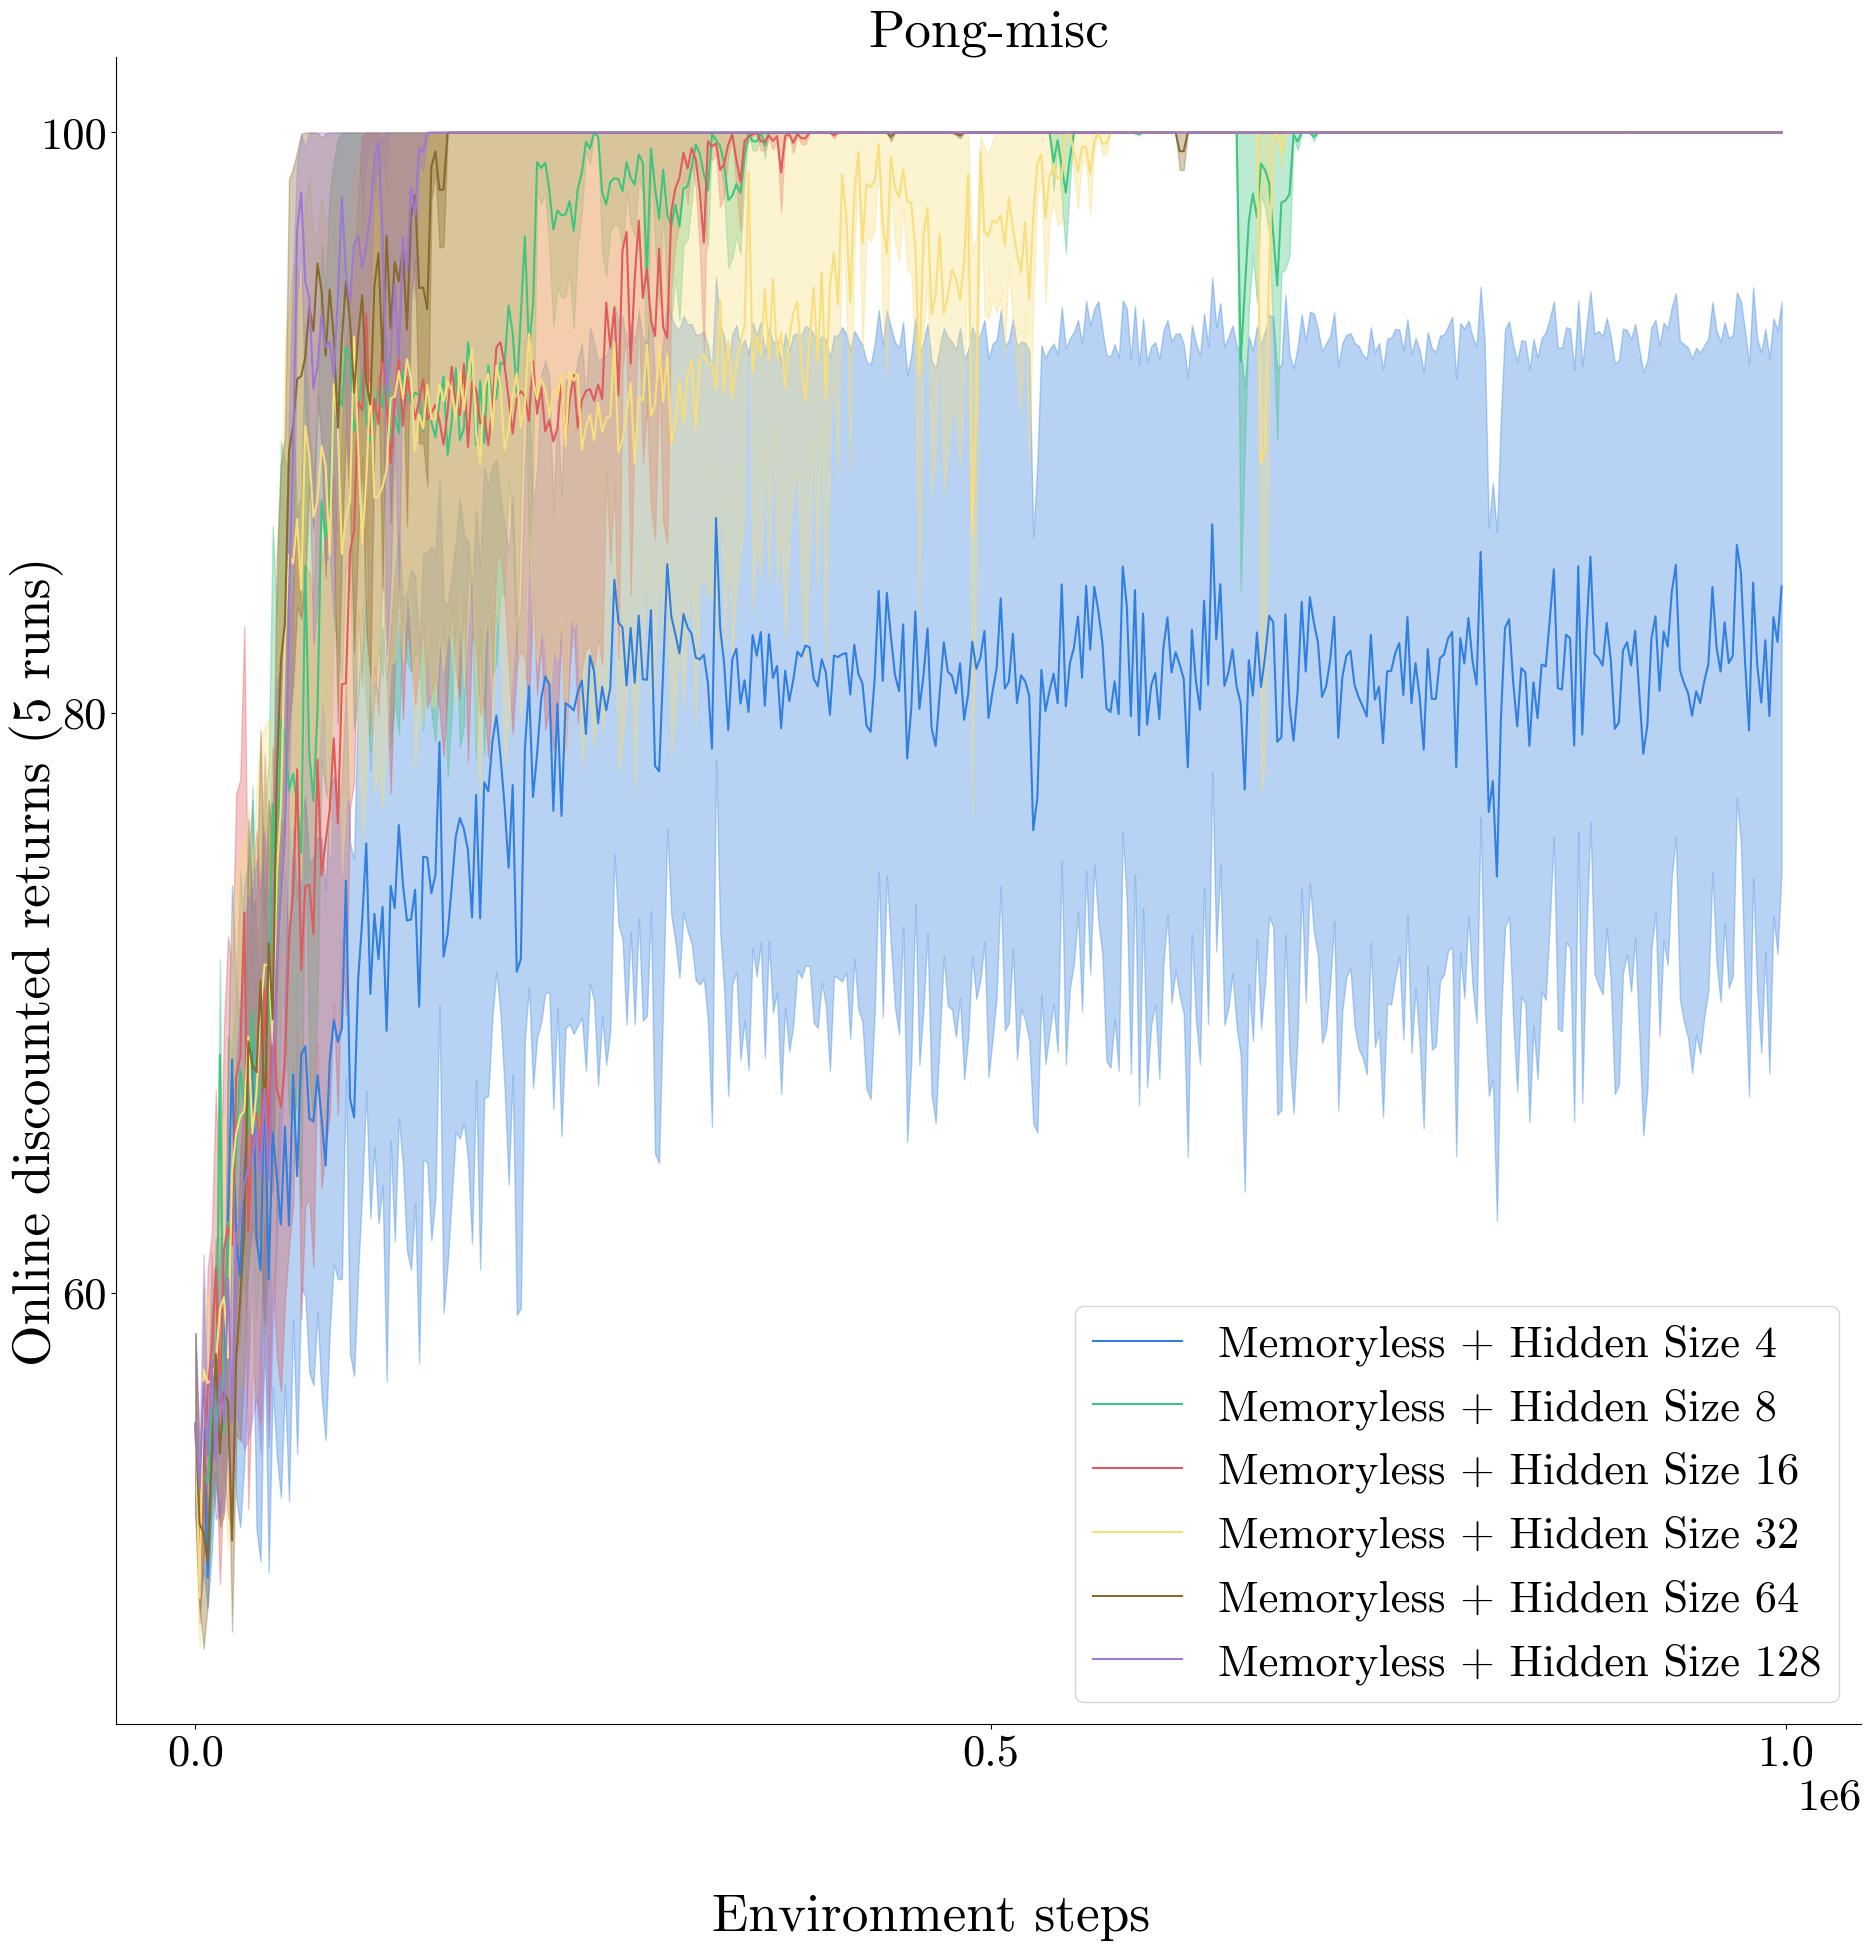 Pong-misc
Online discounted returns (5 runs)
100
80
60
Memoryless + Hidden Size 4
Memoryless + Hidden Size 8
Memoryless + Hidden Size 16
Memoryless + Hidden Size 32
Memoryless + Hidden Size 64
Memoryless + Hidden Size 128
0.0 0.5 1.0
1e6
Environment steps